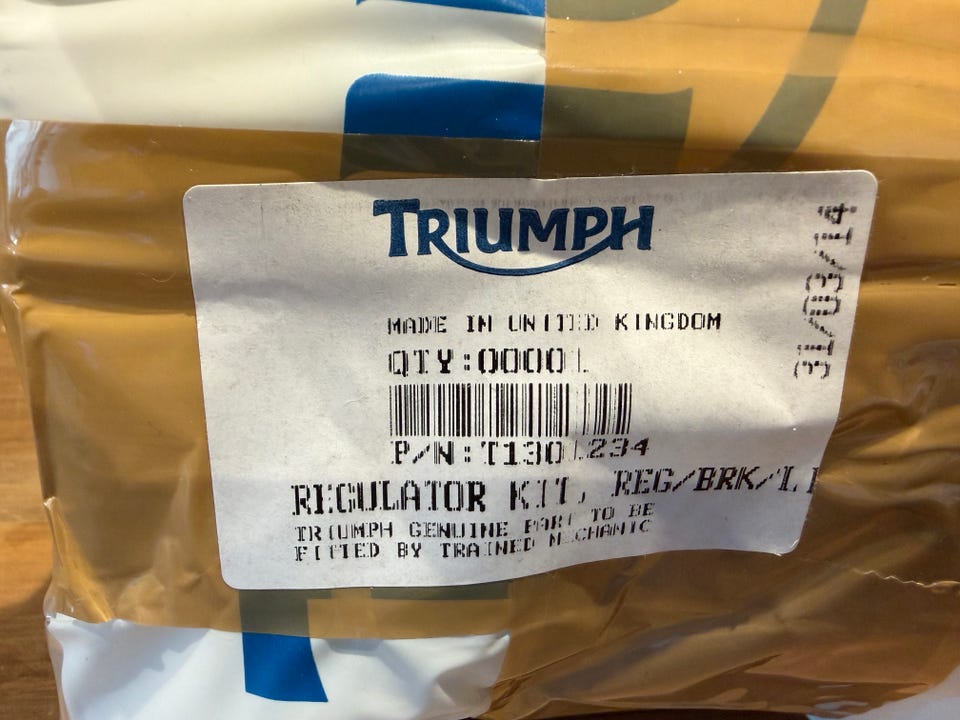 TRIUMPH
31/03/14
MADE IN UNITED KINGDOM
QTY:00001
P/N:T1301234
REGULATOR KIT, REG/BRK/L
TRIUMPH GENUINE PART TO BE
FITTED BY TRAINED MECHANIC